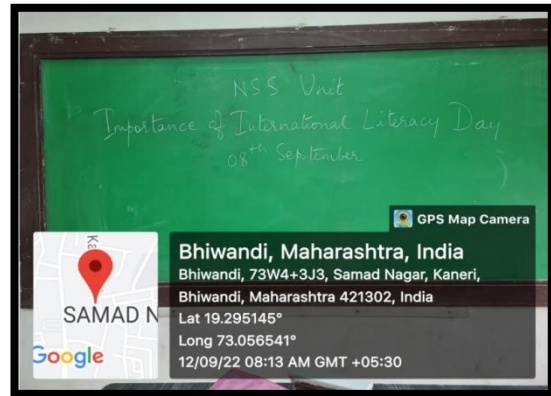 NSS Unit
Importance of International Literacy Day
08th September
GPS Map Camera
Bhiwandi, Maharashtra, India
Bhiwandi, 73W4+3J3, Samad Nagar, Kaneri,
Bhiwandi, Maharashtra 421302, India
Lat 19.295145°
Long 73.056541°
12/09/22 08:13 AM GMT +05:30
Ka
SAMAD N
Google